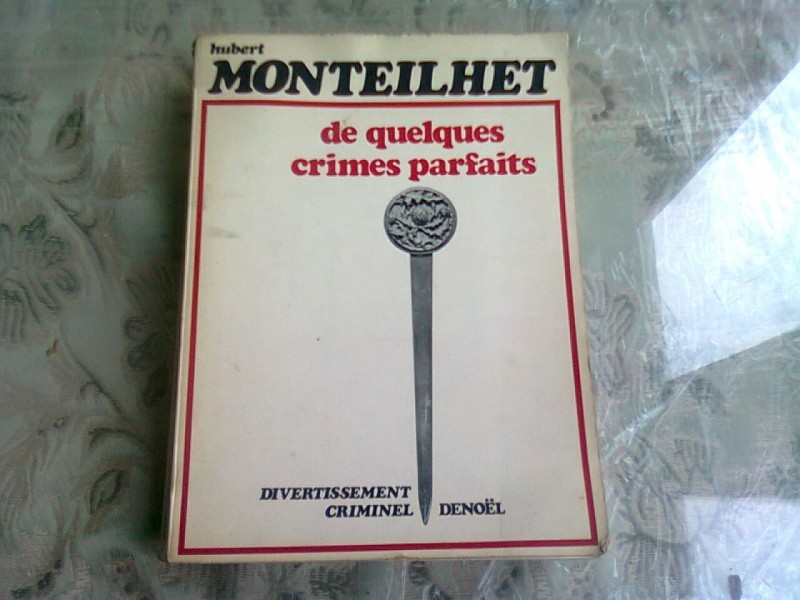 hubert
MONTEILHET
de quelques
crimes parfaits
DIVERTISSEMENT
CRIMINEL DENOËL